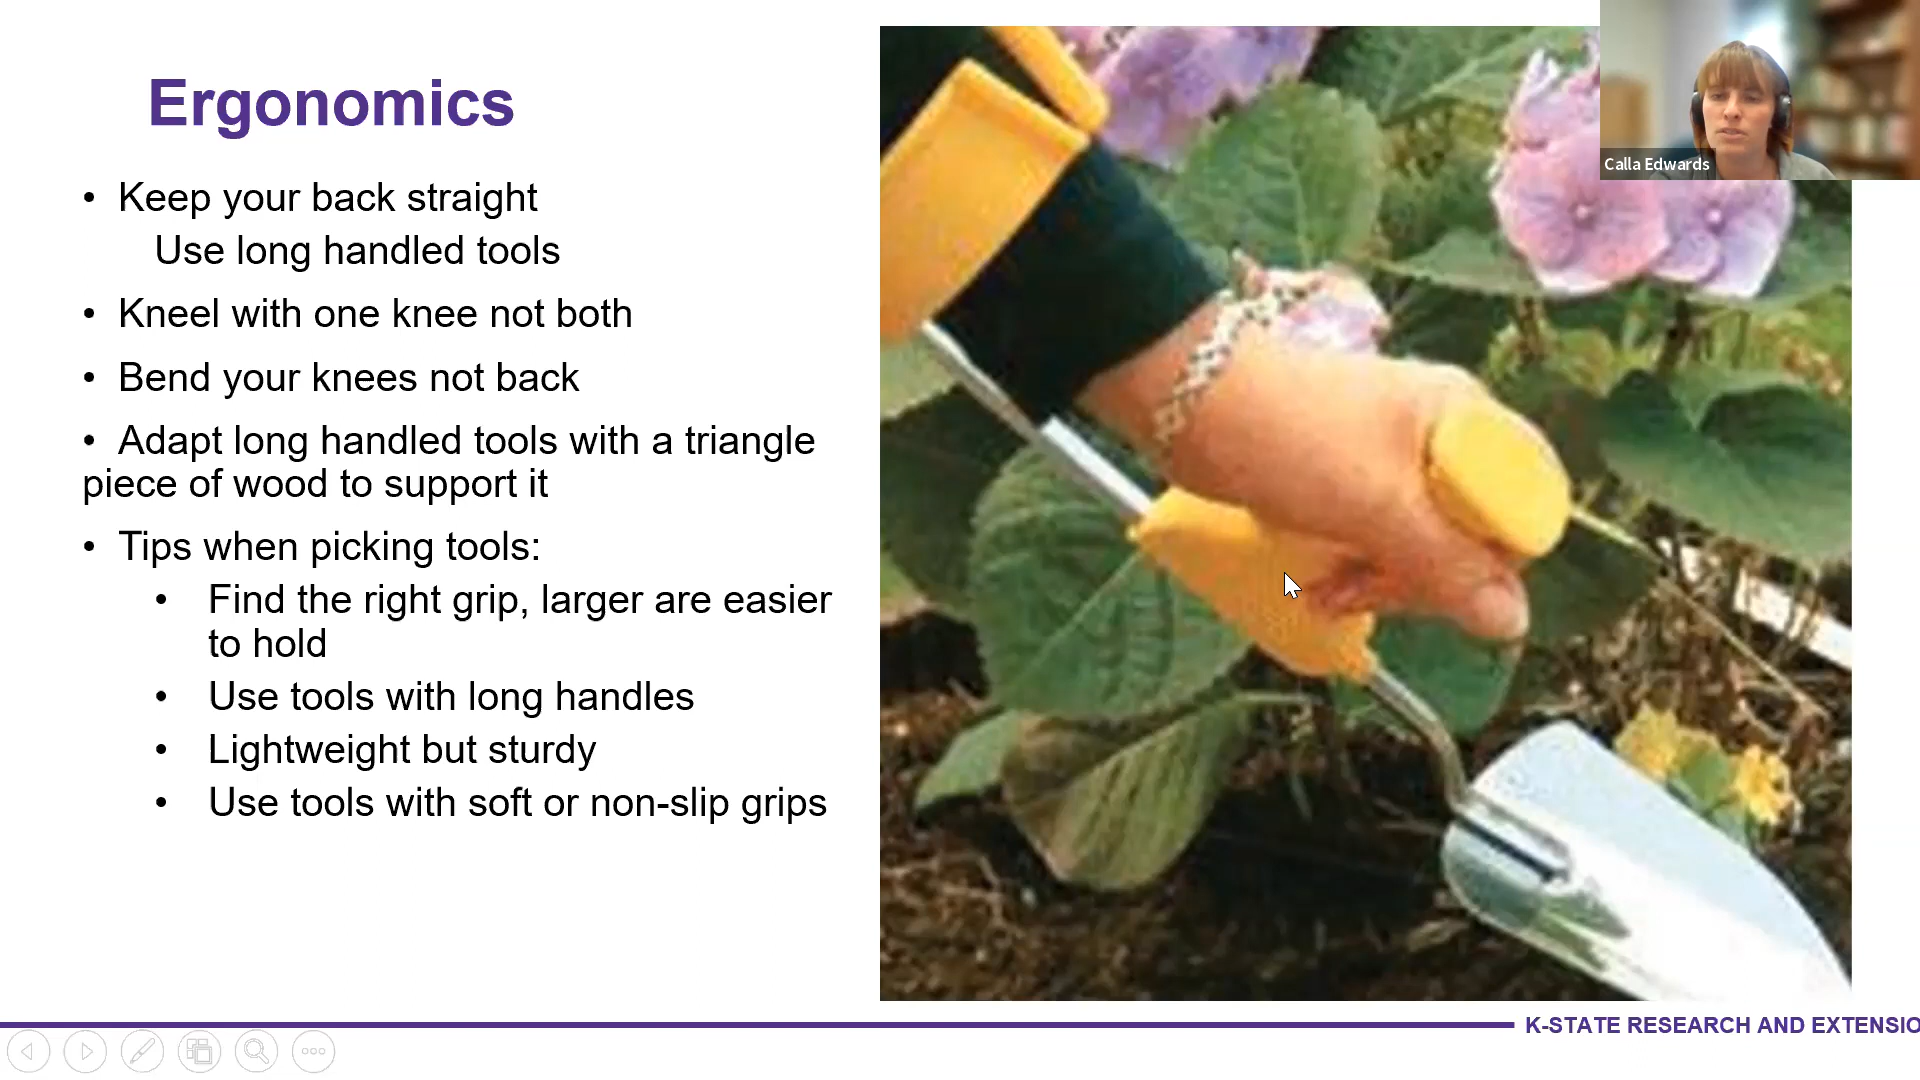 Ergonomics
• Keep your back straight
Use long handled tools
• Kneel with one knee not both
• Bend your knees not back
• Adapt long handled tools with a triangle
piece of wood to support it
• Tips when picking tools:
• Find the right grip, larger are easier
to hold
• Use tools with long handles
• Lightweight but sturdy
• Use tools with soft or non-slip grips
Calla Edwards
K-STATE RESEARCH AND EXTENSIO